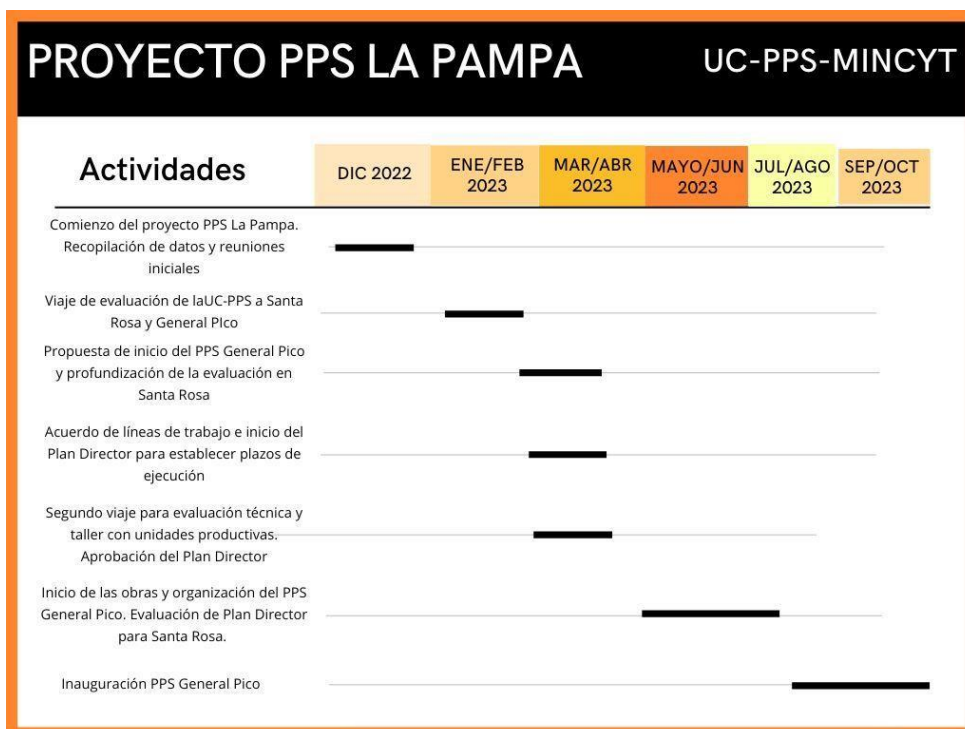 PROYECTO PPS LA PAMPA
UC-PPS-MINCYT
Actividades
DIC 2022
ENE/FEB
2023
MAR/ABR
2023
MAYO/JUN
2023
JUL/AGO
2023
SEP/OCT
2023
Comienzo del proyecto PPS La Pampa.
Recopilación de datos y reuniones
iniciales
Viaje de evaluación de laUC-PPS a Santa
Rosa y General PIco
Propuesta de inicio del PPS General Pico
y profundización de la evaluación en
Santa Rosa
Acuerdo de líneas de trabajo e inicio del
Plan Director para establecer plazos de
ejecución
Segundo viaje para evaluación técnica y
taller con unidades productivas.
Aprobación del Plan Director
Inicio de las obras y organización del PPS
General Pico. Evaluación de Plan Director
para Santa Rosa.
Inauguración PPS General Pico